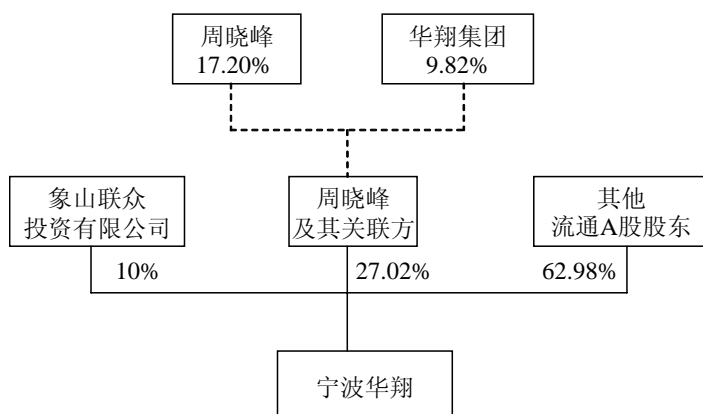 周晓峰
17.20%
华翔集团
9.82%
象山联众
投资有限公司
周晓峰
及其关联方
其他
流通A股股东
10%
27.02%
62.98%
宁波华翔